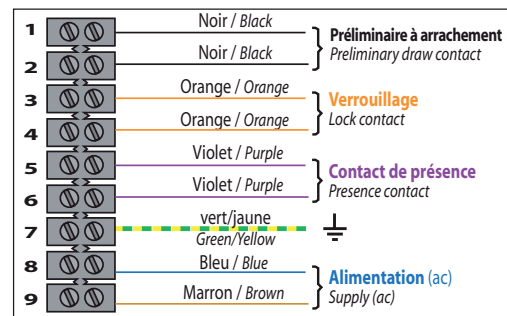 1
Noir / Black
Préliminaire à arrachement
Preliminary draw contact
2
Noir / Black
3
Orange / Orange
Verrouillage
Lock contact
4
Orange / Orange
5
Violet / Purple
Contact de présence
Presence contact
6
Violet / Purple
7
vert/jaune
Green/Yellow
8
Bleu / Blue
Alimentation (ac)
Supply (ac)
9
Marron / Brown